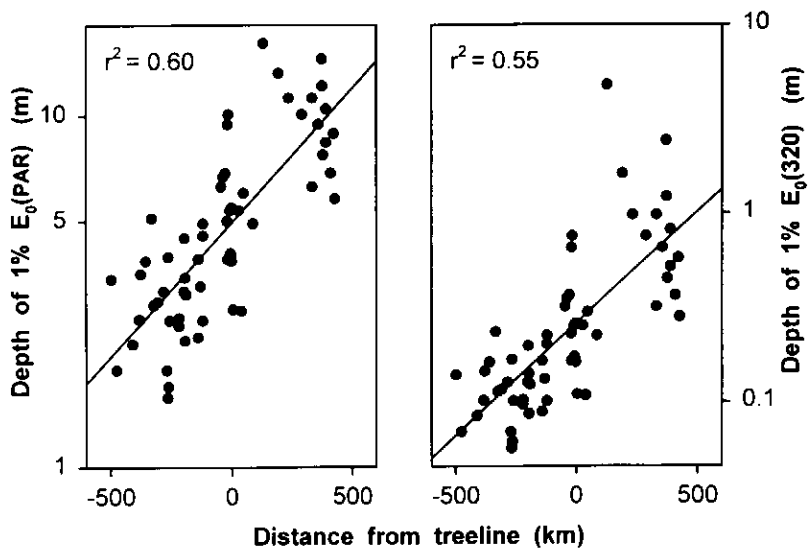 r² = 0.60
r² = 0.55
Depth of 1% E₀(PAR) (m)
10
5
1
Depth of 1% E₀(320) (m)
10
1
0.1
-500 0 500
-500 0 500
Distance from treeline (km)